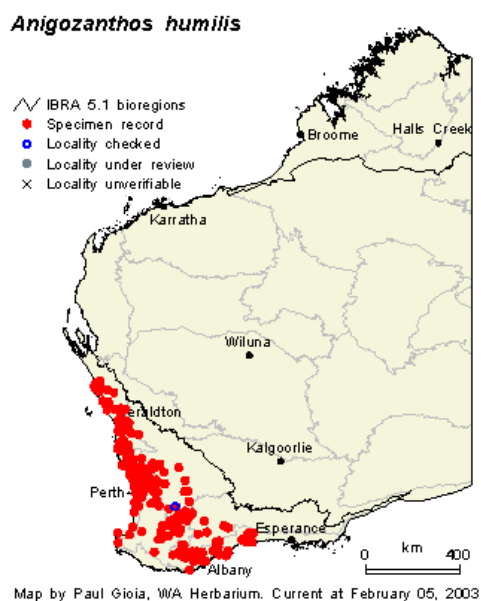 Anigozanthos humilis
IBRA 5.1 bioregions
Specimen record
Locality checked
Locality under review
Locality unverifiable
Broome
Halls Creek
Karratha
Wiluna
eraldton
Kalgoorlie
Perth
Esperance
Albany
km
0 400
Map by Paul Gioia, WA Herbarium. Current at February 05, 2003